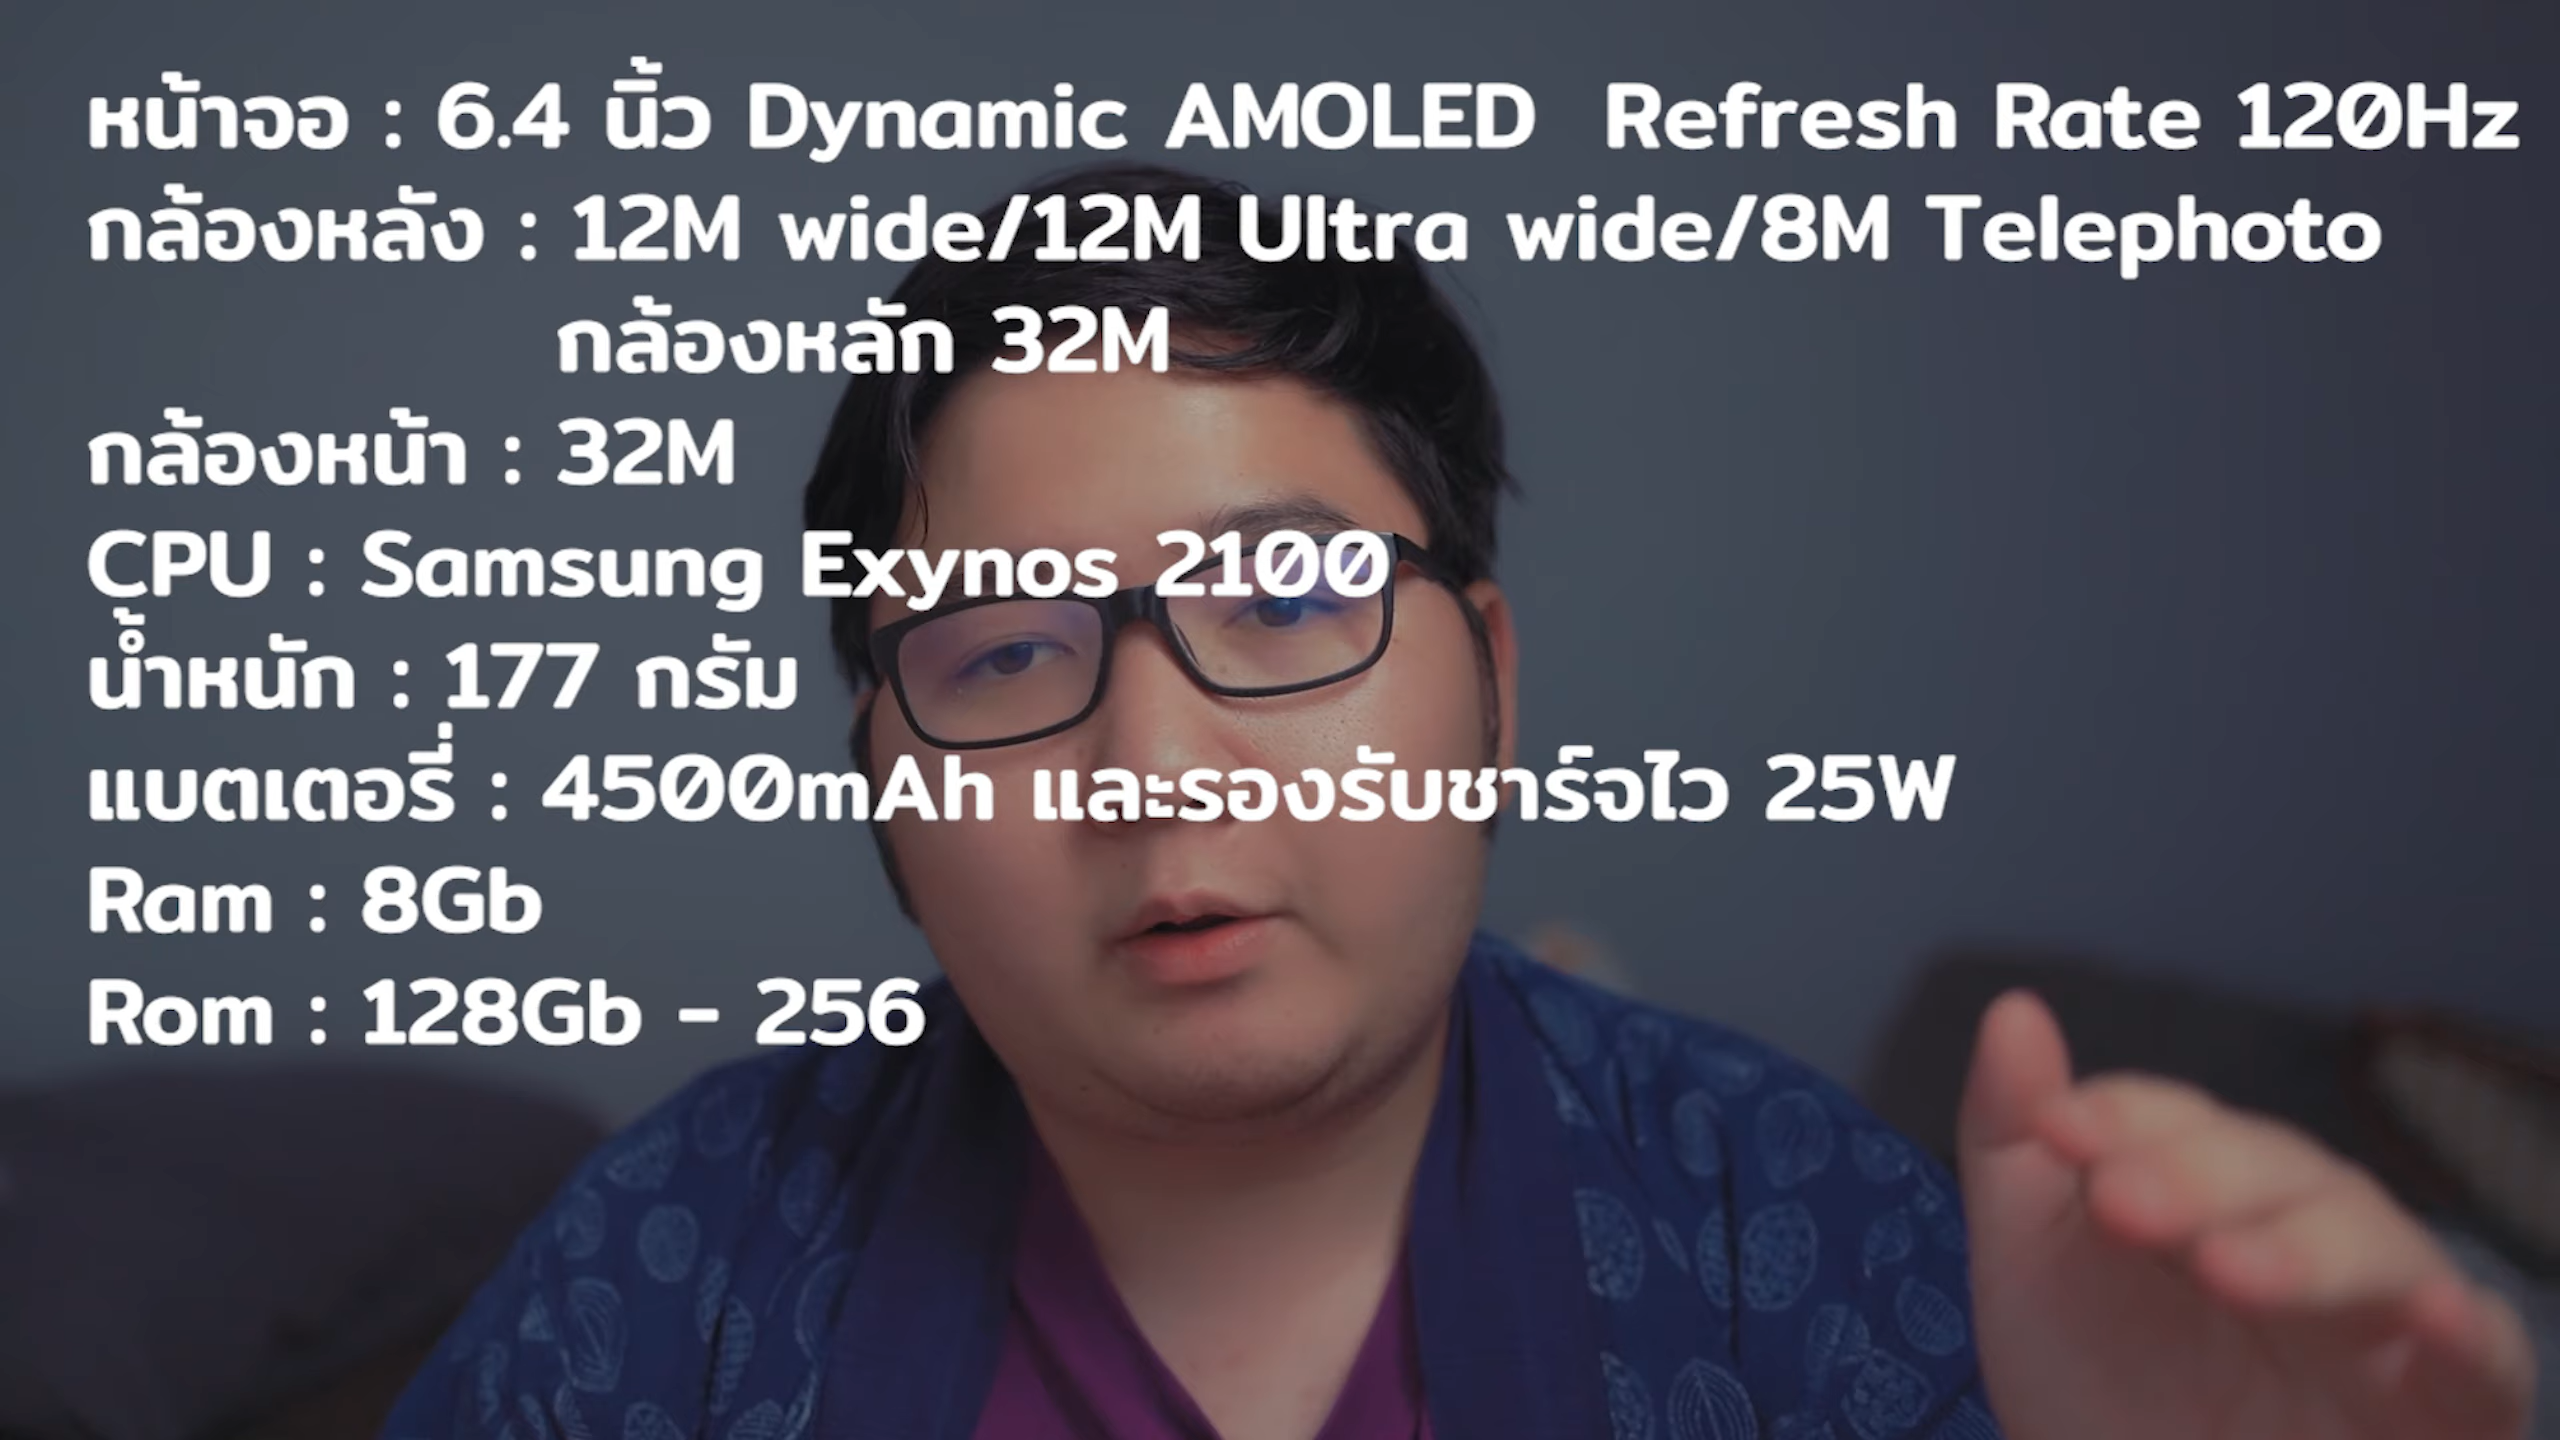 หน้าจอ : 6.4 นิ้ว Dynamic AMOLED Refresh Rate 120Hz
กล้องหลัง : 12M wide/12M Ultra wide/8M Telephoto
กล้องหลัก 32M
กล้องหน้า : 32M
CPU : Samsung Exynos 2100
น้ำหนัก : 177 กรัม
แบตเตอรี่ : 4500mAh และรองรับชาร์จไว 25W
Ram : 8Gb
Rom : 128Gb - 256